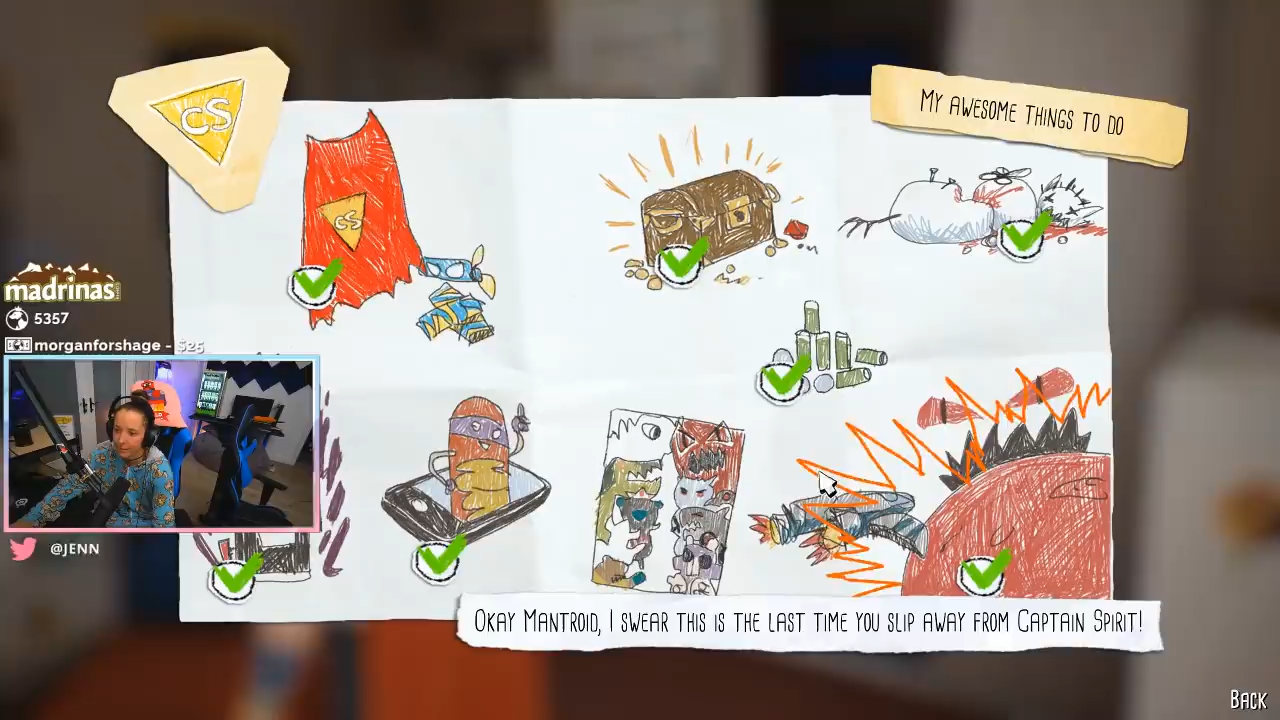 CS
MY AWESOME THINGS TO DO
CS
madrinas
5357
morganforshage - $25
@JENN
OKAY MANTROID, I SWEAR THIS IS THE LAST TIME YOU SLIP AWAY FROM CAPTAIN SPIRIT!
BACK